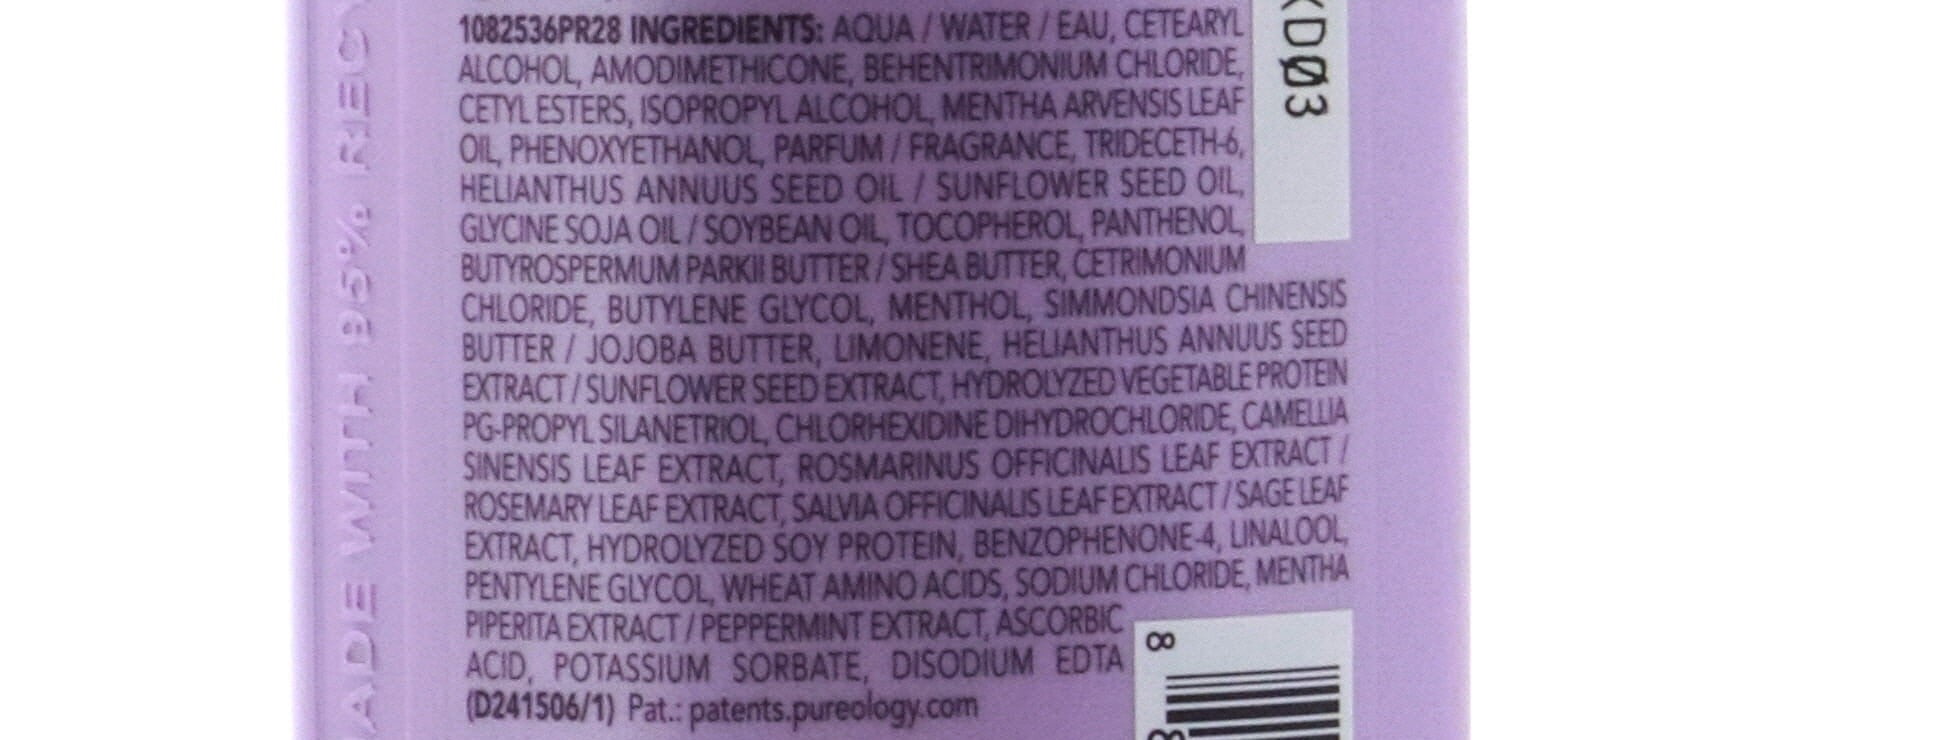 1082536PR28 INGREDIENTS: AQUA / WATER / EAU, CETEARYL
ALCOHOL, AMODIMETHICONE, BEHENTRIMONIUM CHLORIDE,
CETYL ESTERS, ISOPROPYL ALCOHOL, MENTHA ARVENSIS LEAF
OIL, PHENOXYETHANOL, PARFUM / FRAGRANCE, TRIDECETH-6,
HELIANTHUS ANNUUS SEED OIL / SUNFLOWER SEED OIL,
GLYCINE SOJA OIL / SOYBEAN OIL, TOCOPHEROL, PANTHENOL,
BUTYROSPERMUM PARKII BUTTER / SHEA BUTTER, CETRIMONIUM
CHLORIDE, BUTYLENE GLYCOL, MENTHOL, SIMMONDSIA CHINENSIS
BUTTER / JOJOBA BUTTER, LIMONENE, HELIANTHUS ANNUUS SEED
EXTRACT / SUNFLOWER SEED EXTRACT, HYDROLYZED VEGETABLE PROTEIN
PG-PROPYL SILANETRIOL, CHLORHEXIDINE DIHYDROCHLORIDE, CAMELLIA
SINENSIS LEAF EXTRACT, ROSMARINUS OFFICINALIS LEAF EXTRACT /
ROSEMARY LEAF EXTRACT, SALVIA OFFICINALIS LEAF EXTRACT / SAGE LEAF
EXTRACT, HYDROLYZED SOY PROTEIN, BENZOPHENONE-4, LINALOOL,
PENTYLENE GLYCOL, WHEAT AMINO ACIDS, SODIUM CHLORIDE, MENTHA
PIPERITA EXTRACT / PEPPERMINT EXTRACT, ASCORBIC
ACID, POTASSIUM SORBATE, DISODIUM EDTA
(D241506/1) Pat.: patents.pureology.com
ADE WITH 95% REC
D03
8